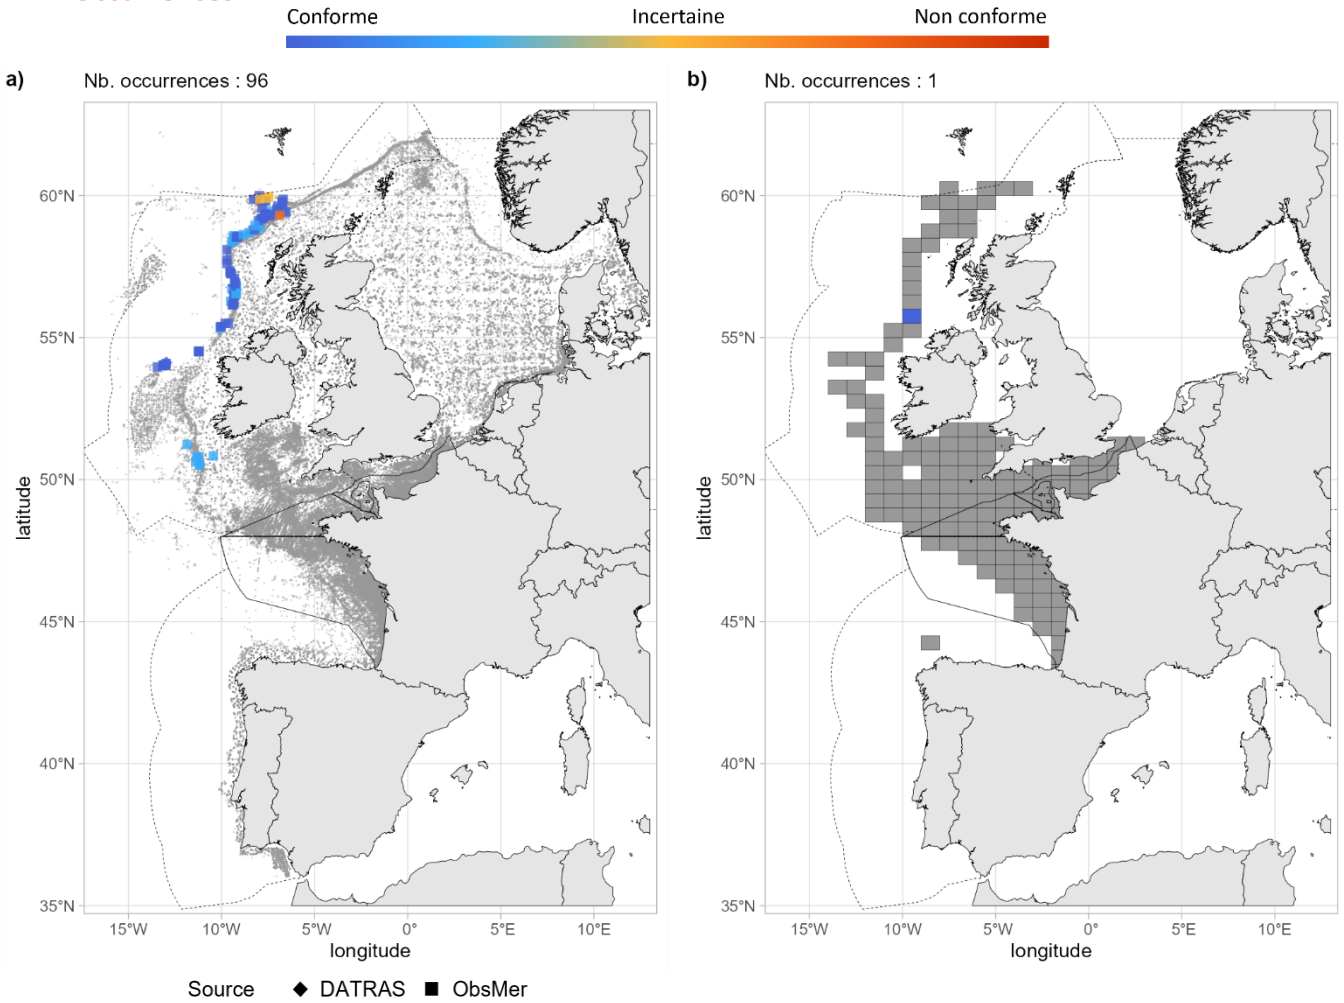 Conforme Incertaine Non conforme
a) Nb. occurrences : 96
b) Nb. occurrences : 1
60°N
55°N
50°N
45°N
40°N
35°N
latitude
15°W 10°W 5°W 0° 5°E 10°E
longitude
60°N
55°N
50°N
45°N
40°N
35°N
latitude
15°W 10°W 5°W 0° 5°E 10°E
longitude
Source DATRAS ObsMer